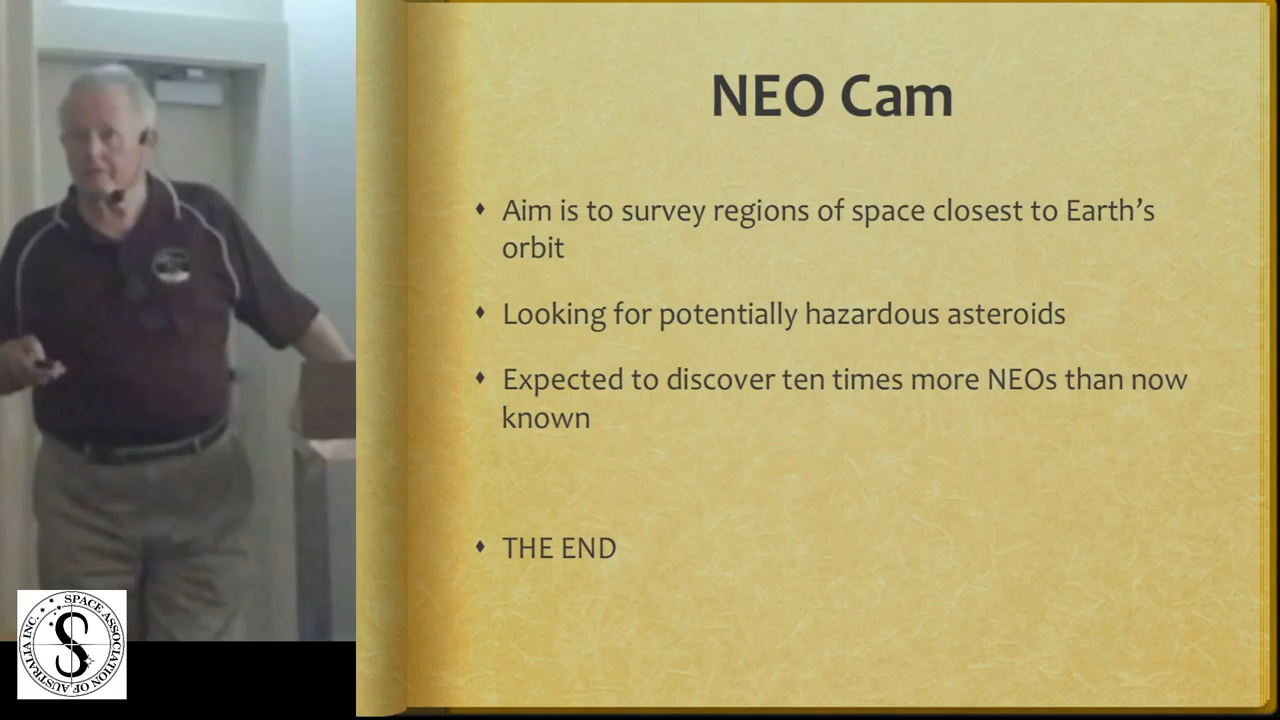 NEO Cam
♦ Aim is to survey regions of space closest to Earth’s
orbit
♦ Looking for potentially hazardous asteroids
♦ Expected to discover ten times more NEOs than now
known
♦ THE END
SPACE ASSOCIATION OF AUSTRALIA INC.
S